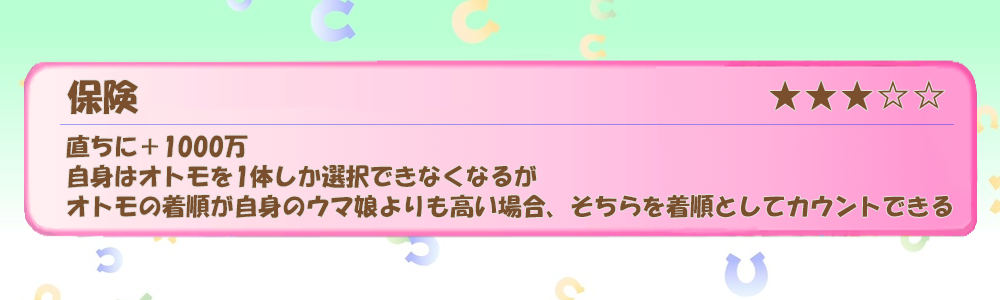 保険 ★★★☆☆
直ちに＋1000万
自身はオトモを1体しか選択できなくなるが
オトモの着順が自身のウマ娘よりも高い場合、そちらを着順としてカウントできる